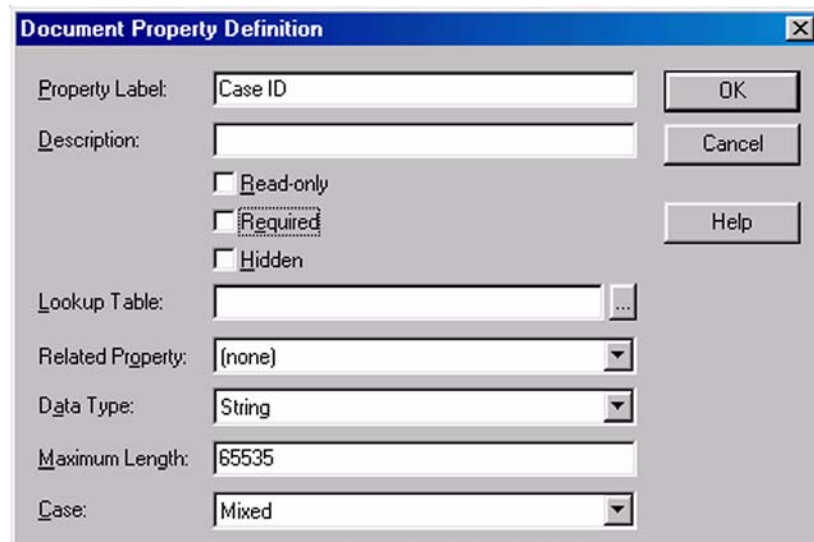 Document Property Definition
Property Label: Case ID OK
Description: Cancel
Read-only
Required Help
Hidden
Lookup Table: ...
Related Property: (none)
Data Type: String
Maximum Length: 65535
Case: Mixed